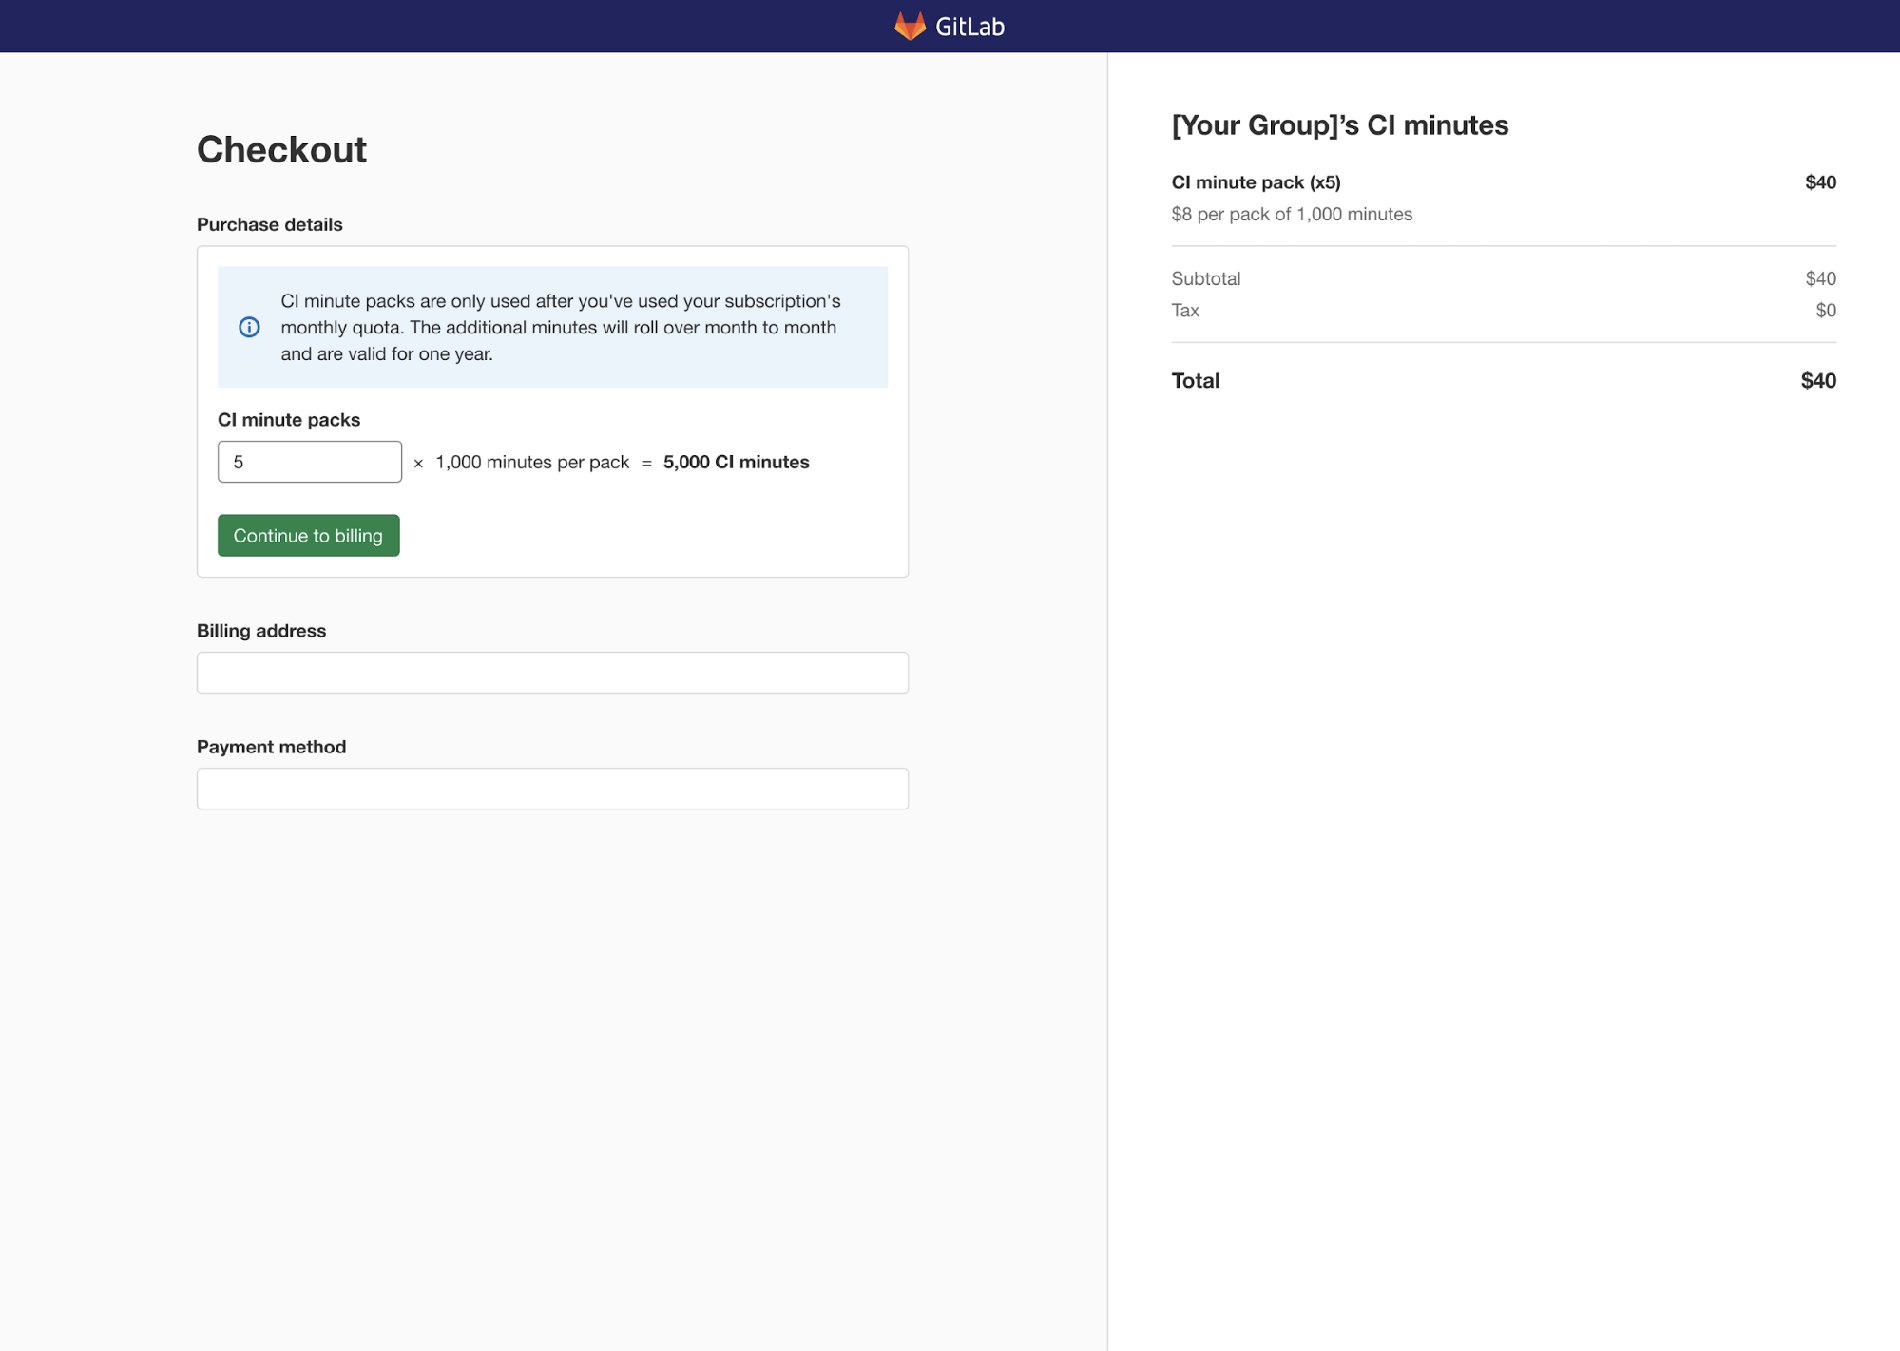 GitLab
Checkout
Purchase details
CI minute packs are only used after you've used your subscription's
monthly quota. The additional minutes will roll over month to month
and are valid for one year.
CI minute packs
5 × 1,000 minutes per pack = 5,000 CI minutes
Continue to billing
Billing address
Payment method
[Your Group]’s CI minutes
CI minute pack (x5) $40
$8 per pack of 1,000 minutes
Subtotal $40
Tax $0
Total $40